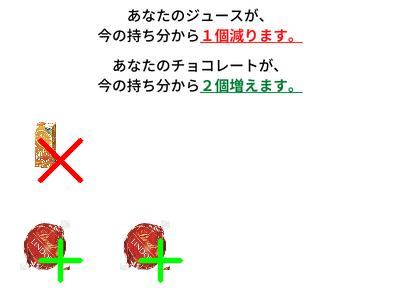 あなたのジュースが、
今の持ち分から１個減ります。
あなたのチョコレートが、
今の持ち分から２個増えます。
LINDT